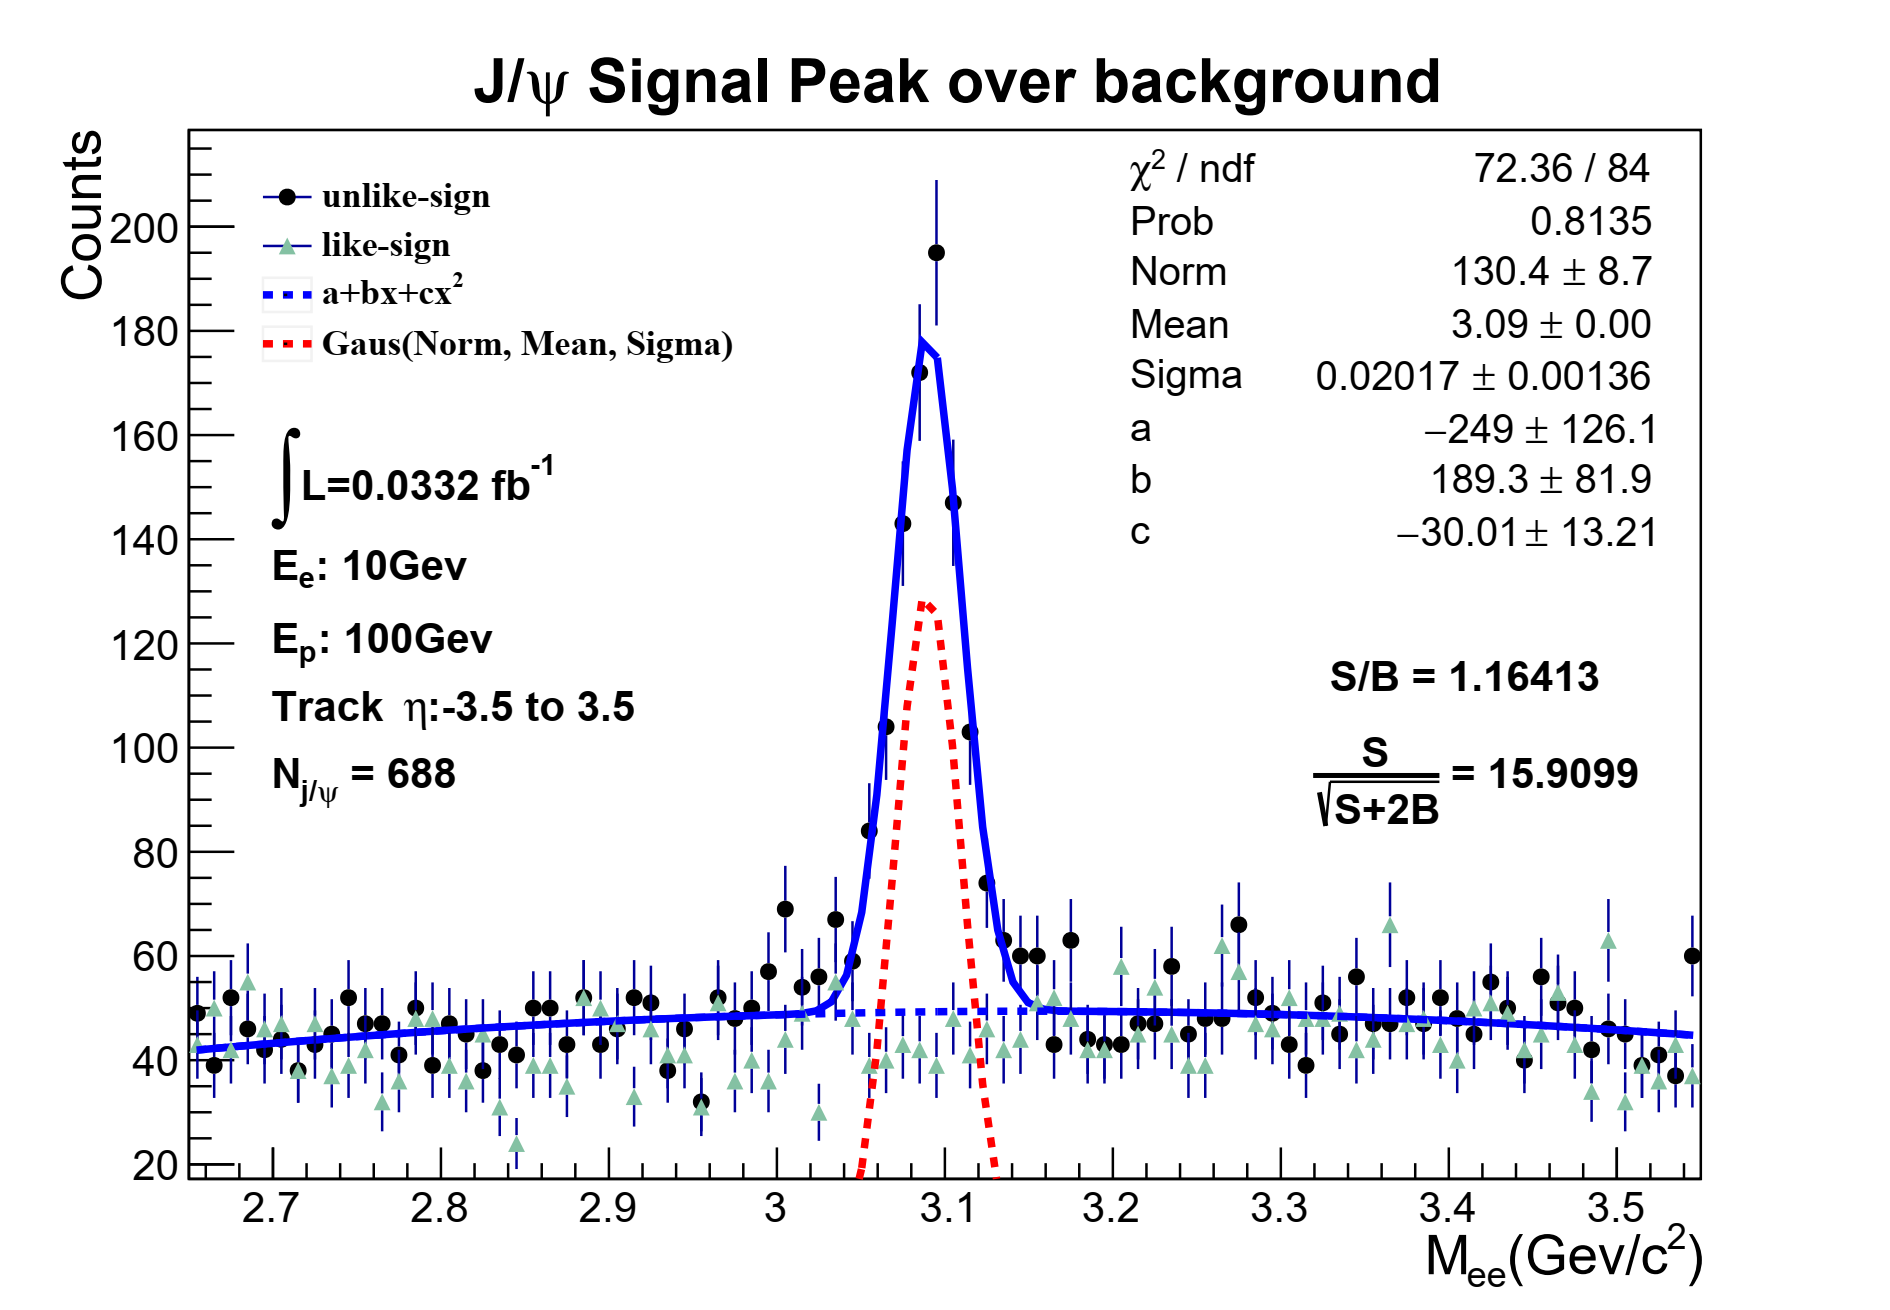 J/ψ Signal Peak over background
Counts
unlike-sign
like-sign
a+bx+cx²
Gaus(Norm, Mean, Sigma)
χ² / ndf 72.36 / 84
Prob 0.8135
Norm 130.4 ± 8.7
Mean 3.09 ± 0.00
Sigma 0.02017 ± 0.00136
a −249 ± 126.1
b 189.3 ± 81.9
c −30.01 ± 13.21
∫L=0.0332 fb⁻¹
Ee: 10Gev
Ep: 100Gev
Track η:-3.5 to 3.5
Nj/ψ = 688
S/B = 1.16413
S/√S+2B = 15.9099
200
180
160
140
120
100
80
60
40
20
2.7 2.8 2.9 3 3.1 3.2 3.3 3.4 3.5
Mee(Gev/c²)